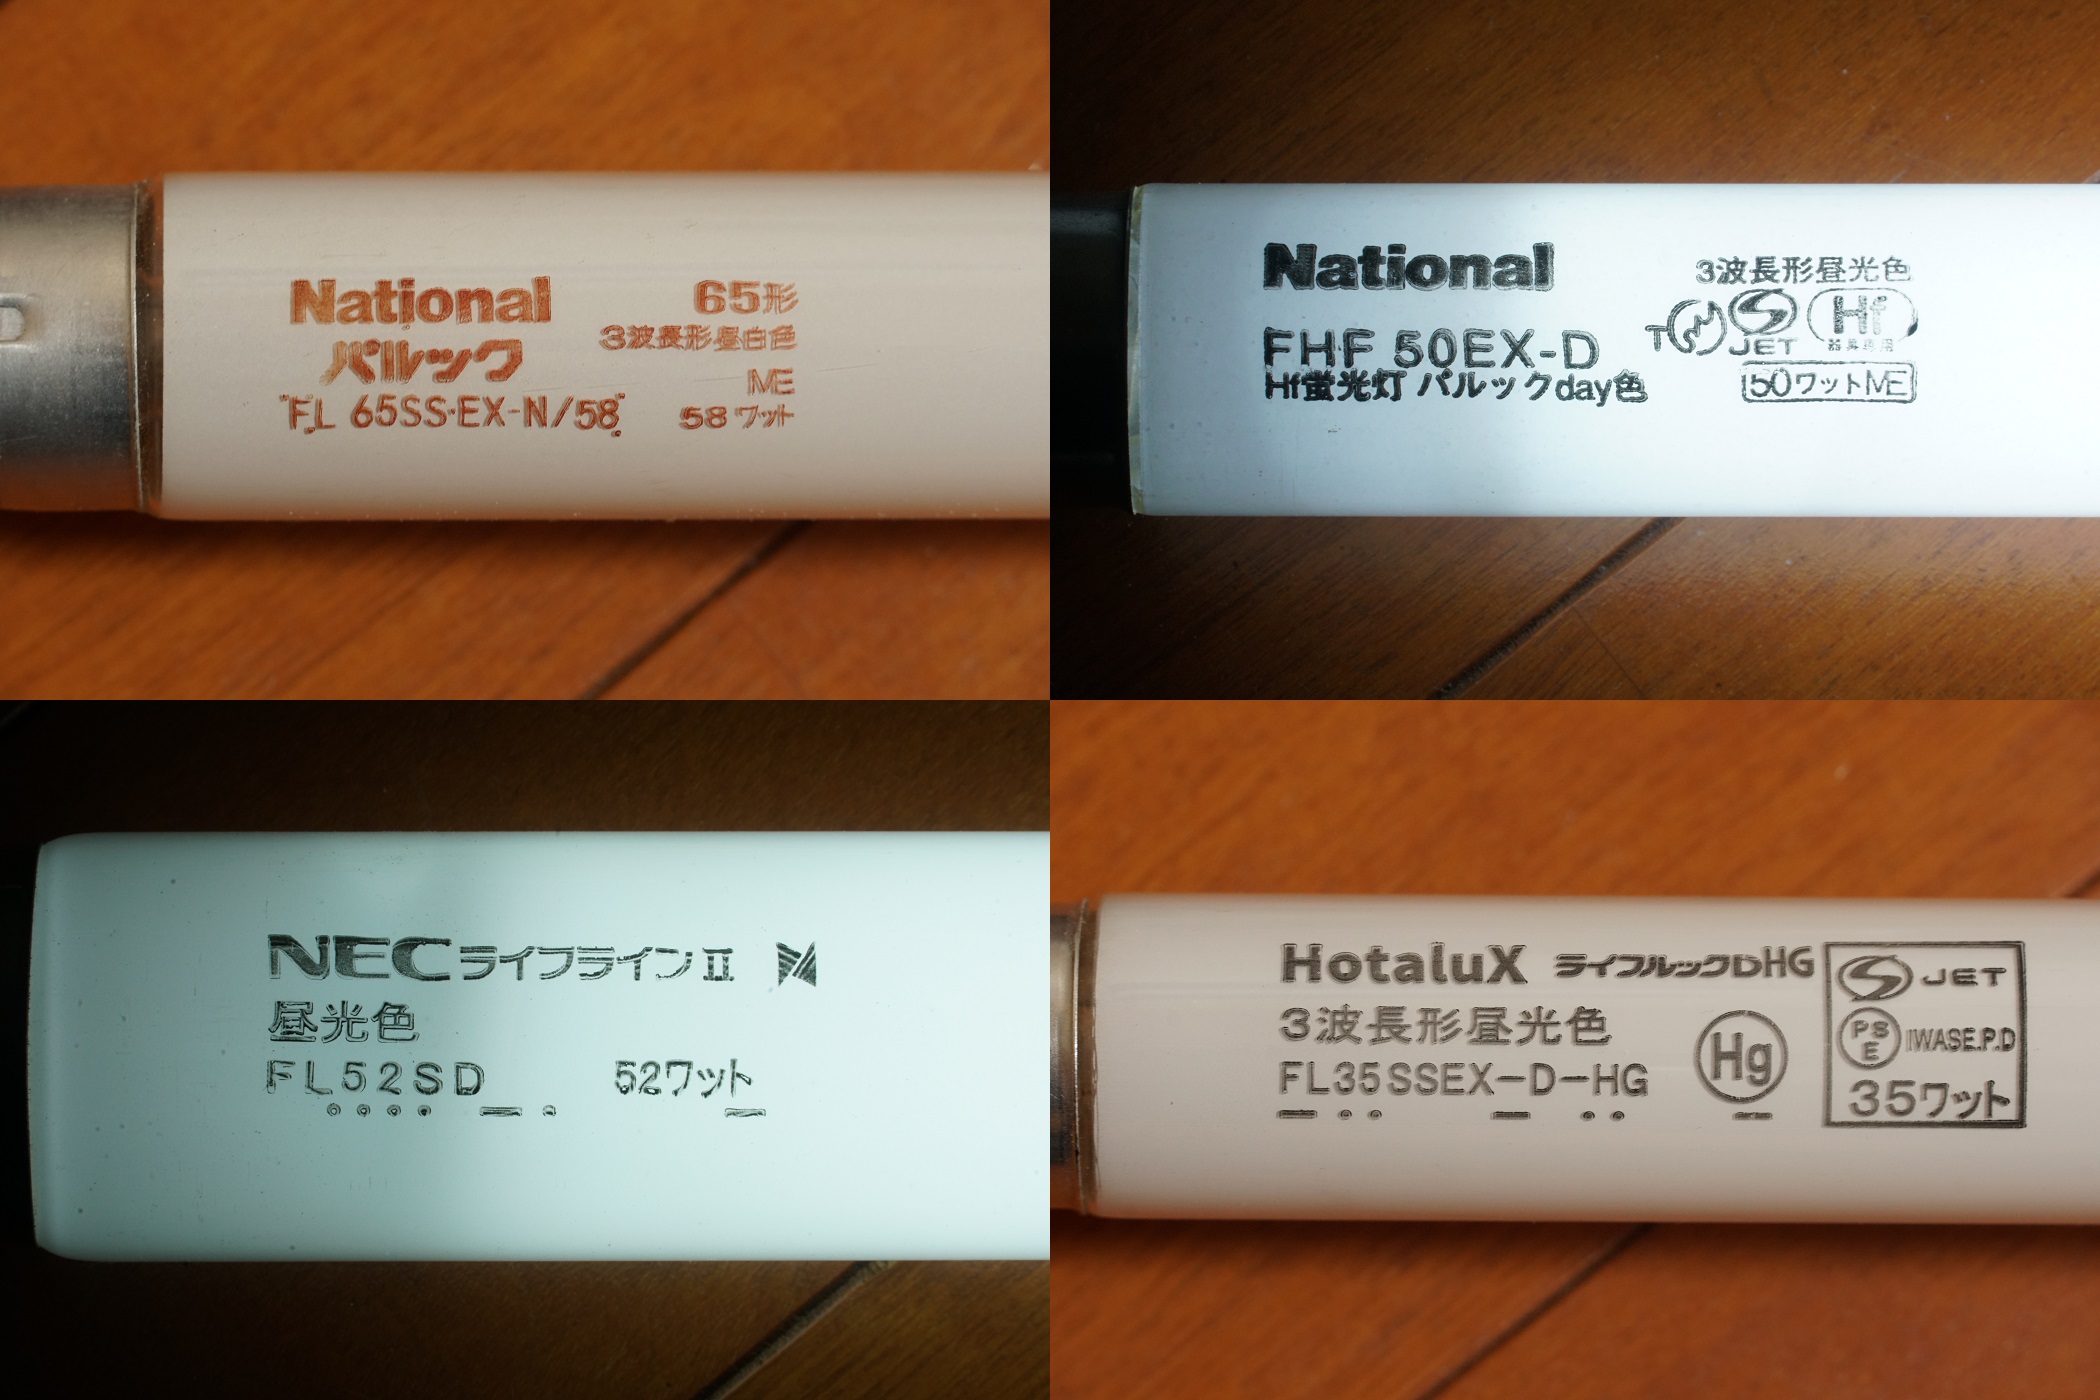 National 65形
パルック 3波長形昼白色
ME
"FL 65SS·EX-N/58" 58ワット
National 3波長形昼光色
FHF 50EX-D T JET Hf 器具専用
Hf蛍光灯 パルックday色 50ワットME
NECライフラインII
昼光色
FL52SD 52ワット
HotaluX ライフルックDHG JET
3波長形昼光色 Hg PSE IWASE.P.D
FL35SSEX-D-HG 35ワット